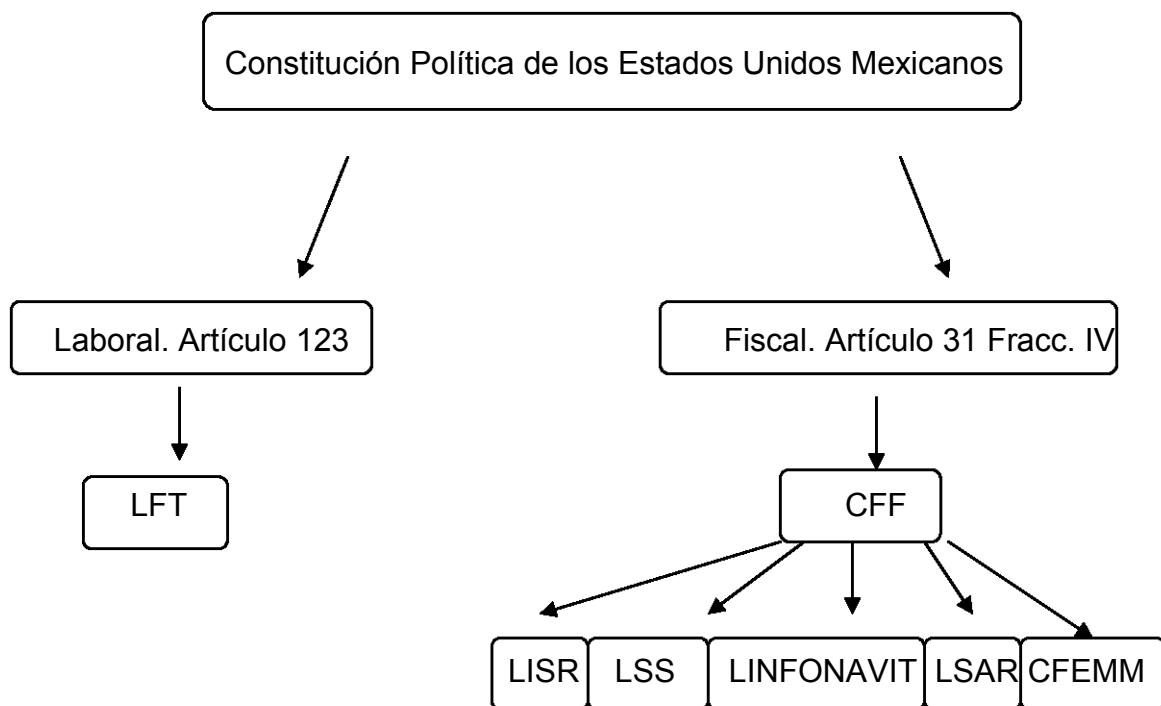 Constitución Política de los Estados Unidos Mexicanos
Laboral. Artículo 123
Fiscal. Artículo 31 Fracc. IV
LFT
CFF
LISR
LSS
LINFONAVIT
LSAR
CFEMM